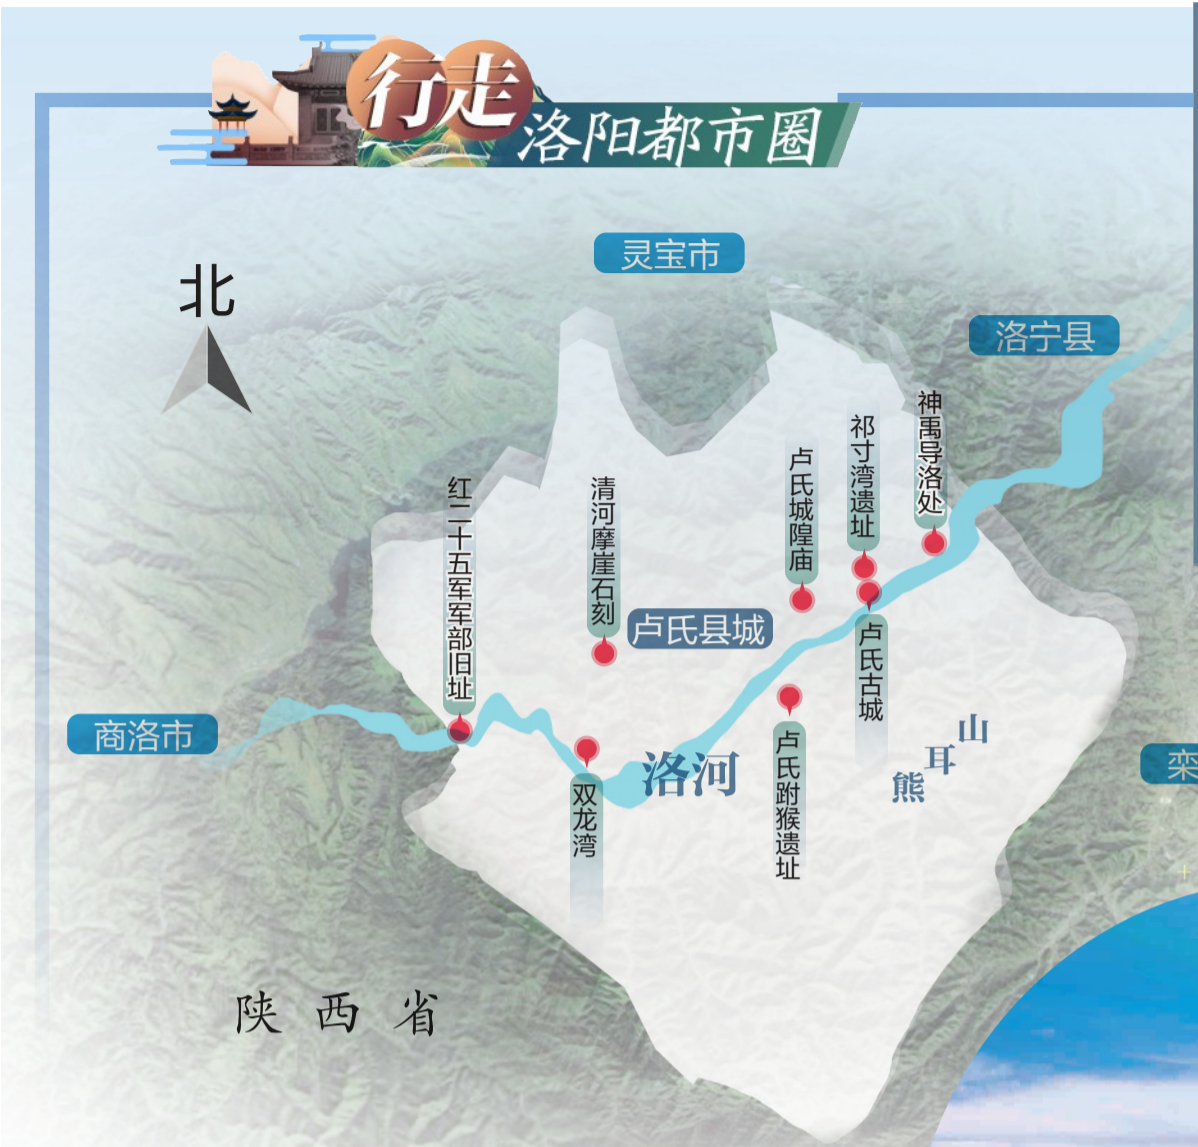 行走
洛阳都市圈
灵宝市
北
洛宁县
神禹导洛处
祁寸湾遗址
卢氏城隍庙
清河摩崖石刻
红二十五军军部旧址
卢氏县城
卢氏古城
商洛市
洛河
熊耳山
栾
双龙湾
卢氏跗猴遗址
陕西省